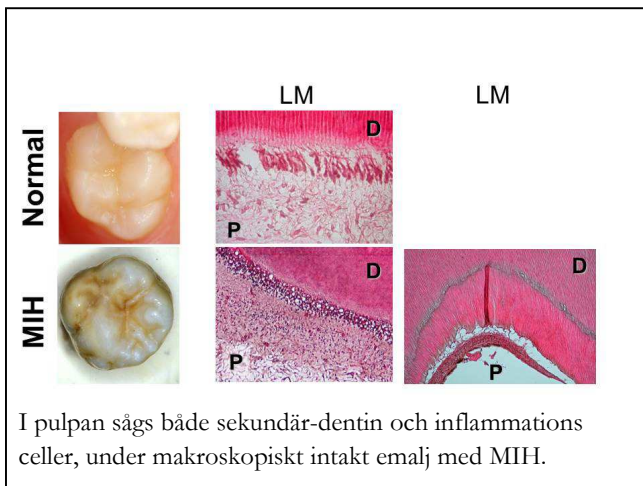 LM LM
Normal
D
P
MIH
D
P
D
P
I pulpan sågs både sekundär-dentin och inflammations
celler, under makroskopiskt intakt emalj med MIH.